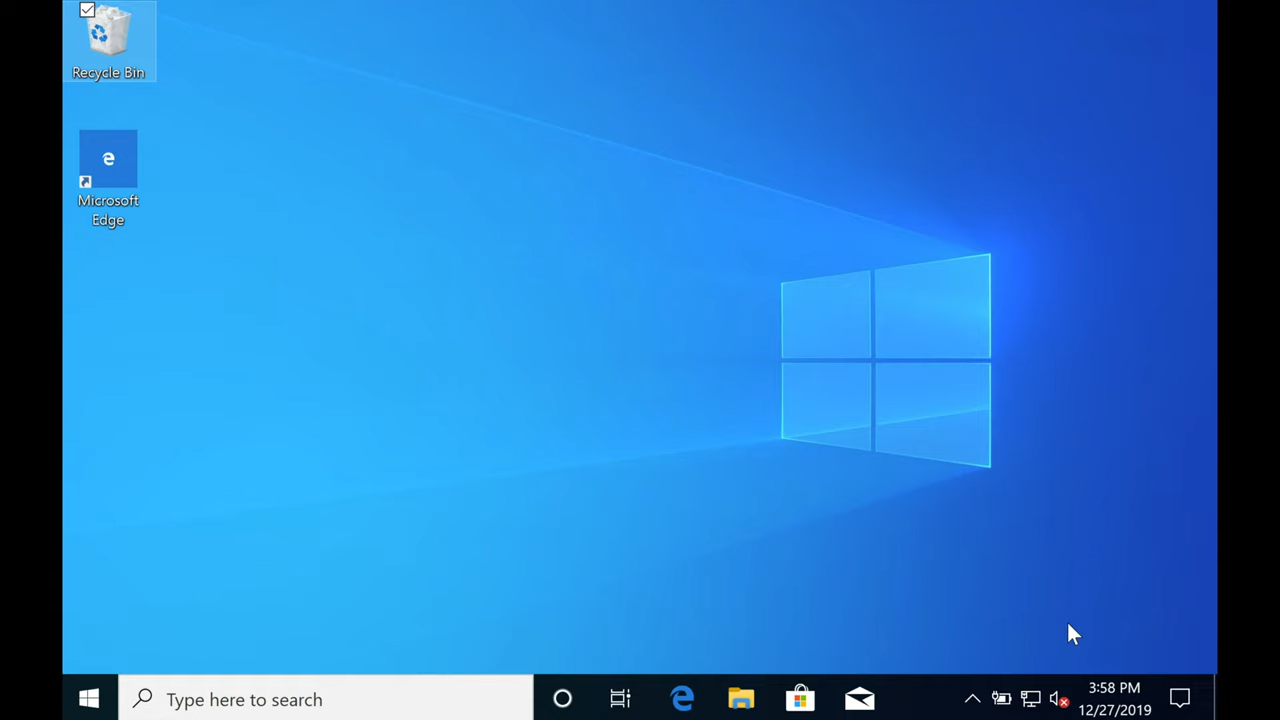 Recycle Bin
Microsoft
Edge
Type here to search
3:58 PM
12/27/2019